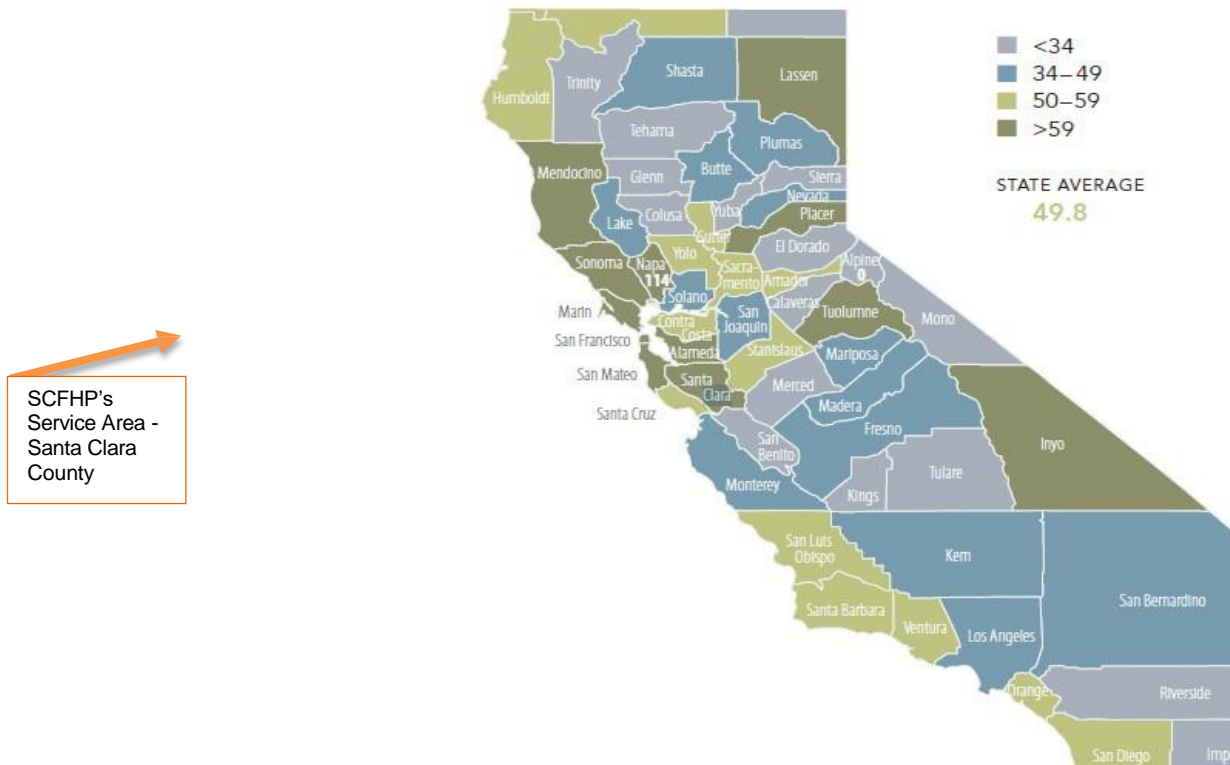 <34
34–49
50–59
>59
STATE AVERAGE
49.8
Shasta
Lassen
Trinity
Humboldt
Tehama
Plumas
Butte
Mendocino
Glenn
Sierra
Nevada
Colusa
Yuba
Lake
Placer
Sutter
El Dorado
Yolo
Sonoma
Napa
114
Alpine
0
Sacra-
mento
Amador
Solano
Calaveras
Marin
San
Joaquin
Tuolumne
Mono
Contra
Costa
San Francisco
Alameda
Stanislaus
Mariposa
San Mateo
Santa
Clara
Merced
Madera
Santa Cruz
Fresno
San
Benito
Inyo
Tulare
Monterey
Kings
San Luis
Obispo
Kern
San Bernardino
Santa Barbara
Ventura
Los Angeles
Orange
Riverside
San Diego
Imp
SCFHP's
Service Area -
Santa Clara
County